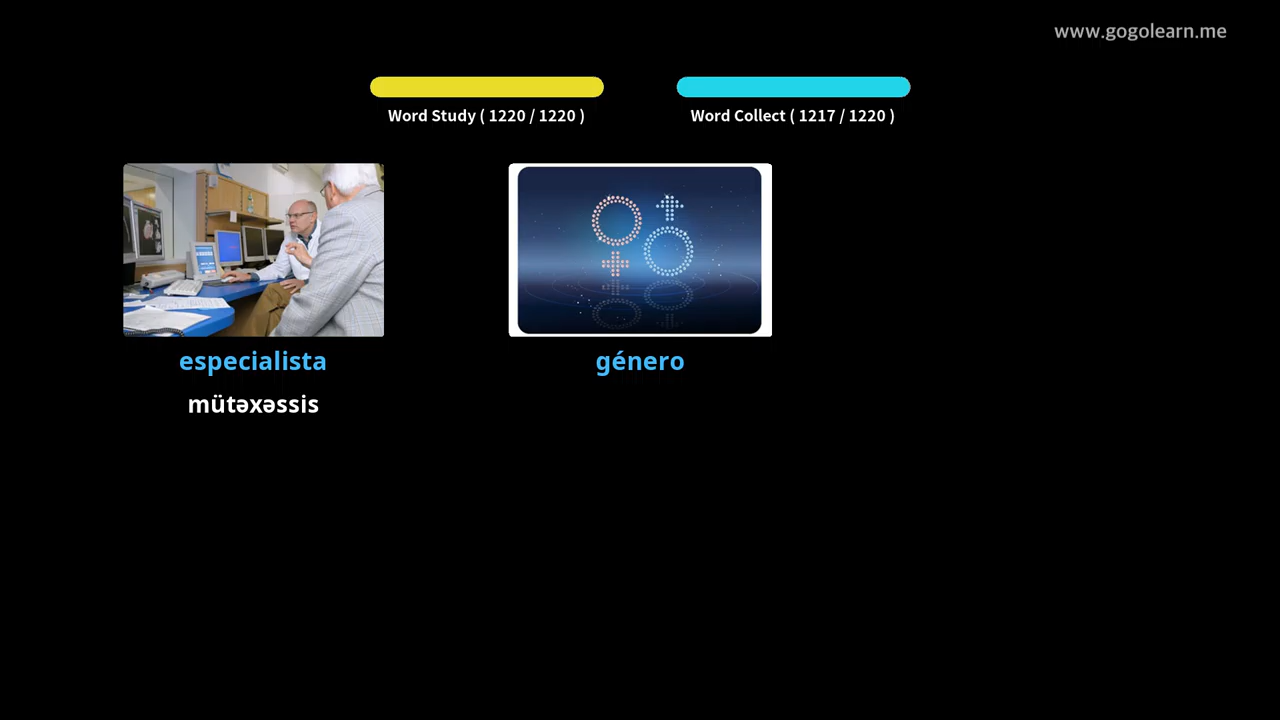 www.gogolearn.me
Word Study ( 1220 / 1220 )
Word Collect ( 1217 / 1220 )
especialista
género
mütəxəssis